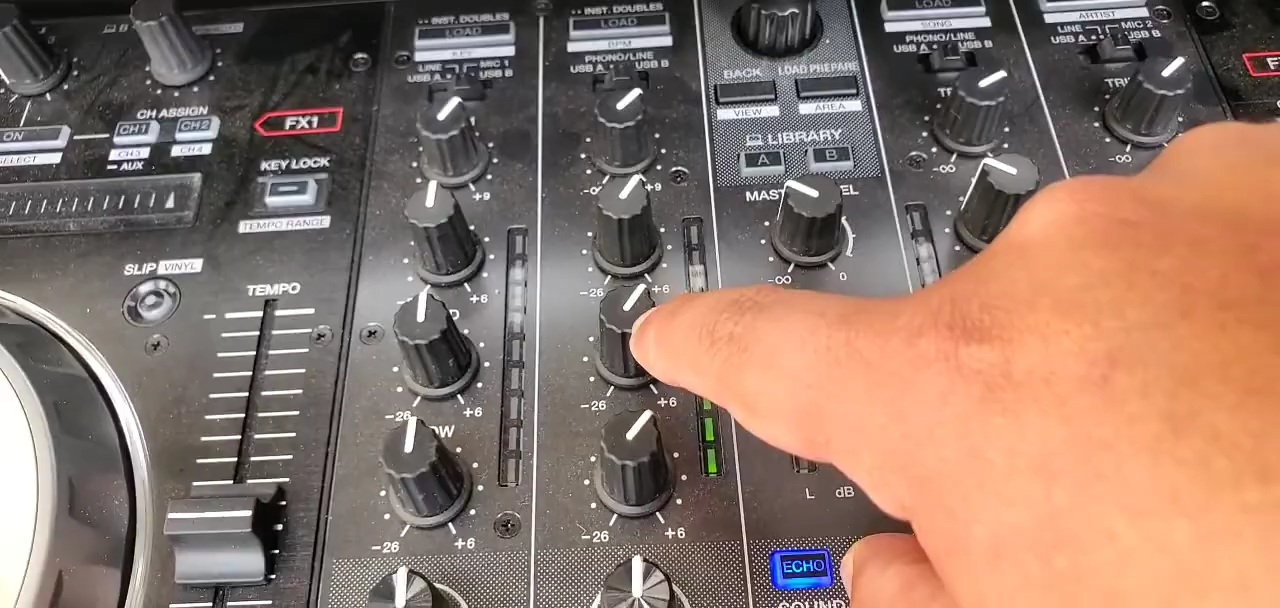 INST. DOUBLES
LOAD
INST. DOUBLES
LOAD
BPM
LOAD
SONG
ARTIST
LINE MIC 1
USB A USB B
PHONO/LINE
USB A USB B
PHONO/LINE
USB A USB B
LINE MIC 2
USB A USB B
BACK
LOAD PREPARE
VIEW
AREA
LIBRARY
A
B
ON
CH ASSIGN
CH1
CH2
CH3
CH4
AUX
FX1
KEY LOCK
TEMPO RANGE
SLIP VINYL
TEMPO
+9
+9
-∞
-∞
-∞
0
-26
+6
+6
-26
+6
-26
+6
-26
+6
-26
+6
L dB
ECHO